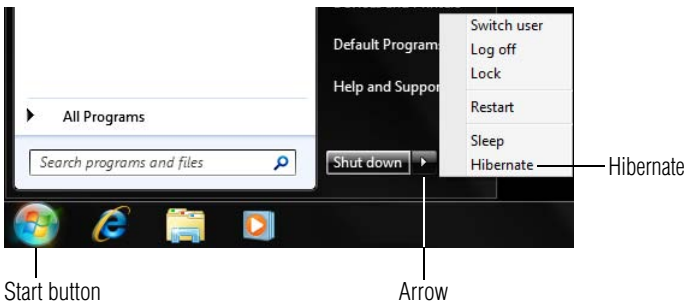 Switch user
Default Program
Log off
Lock
Help and Suppor
Restart
All Programs
Sleep
Search programs and files
Shut down
Hibernate
Hibernate
Start button
Arrow